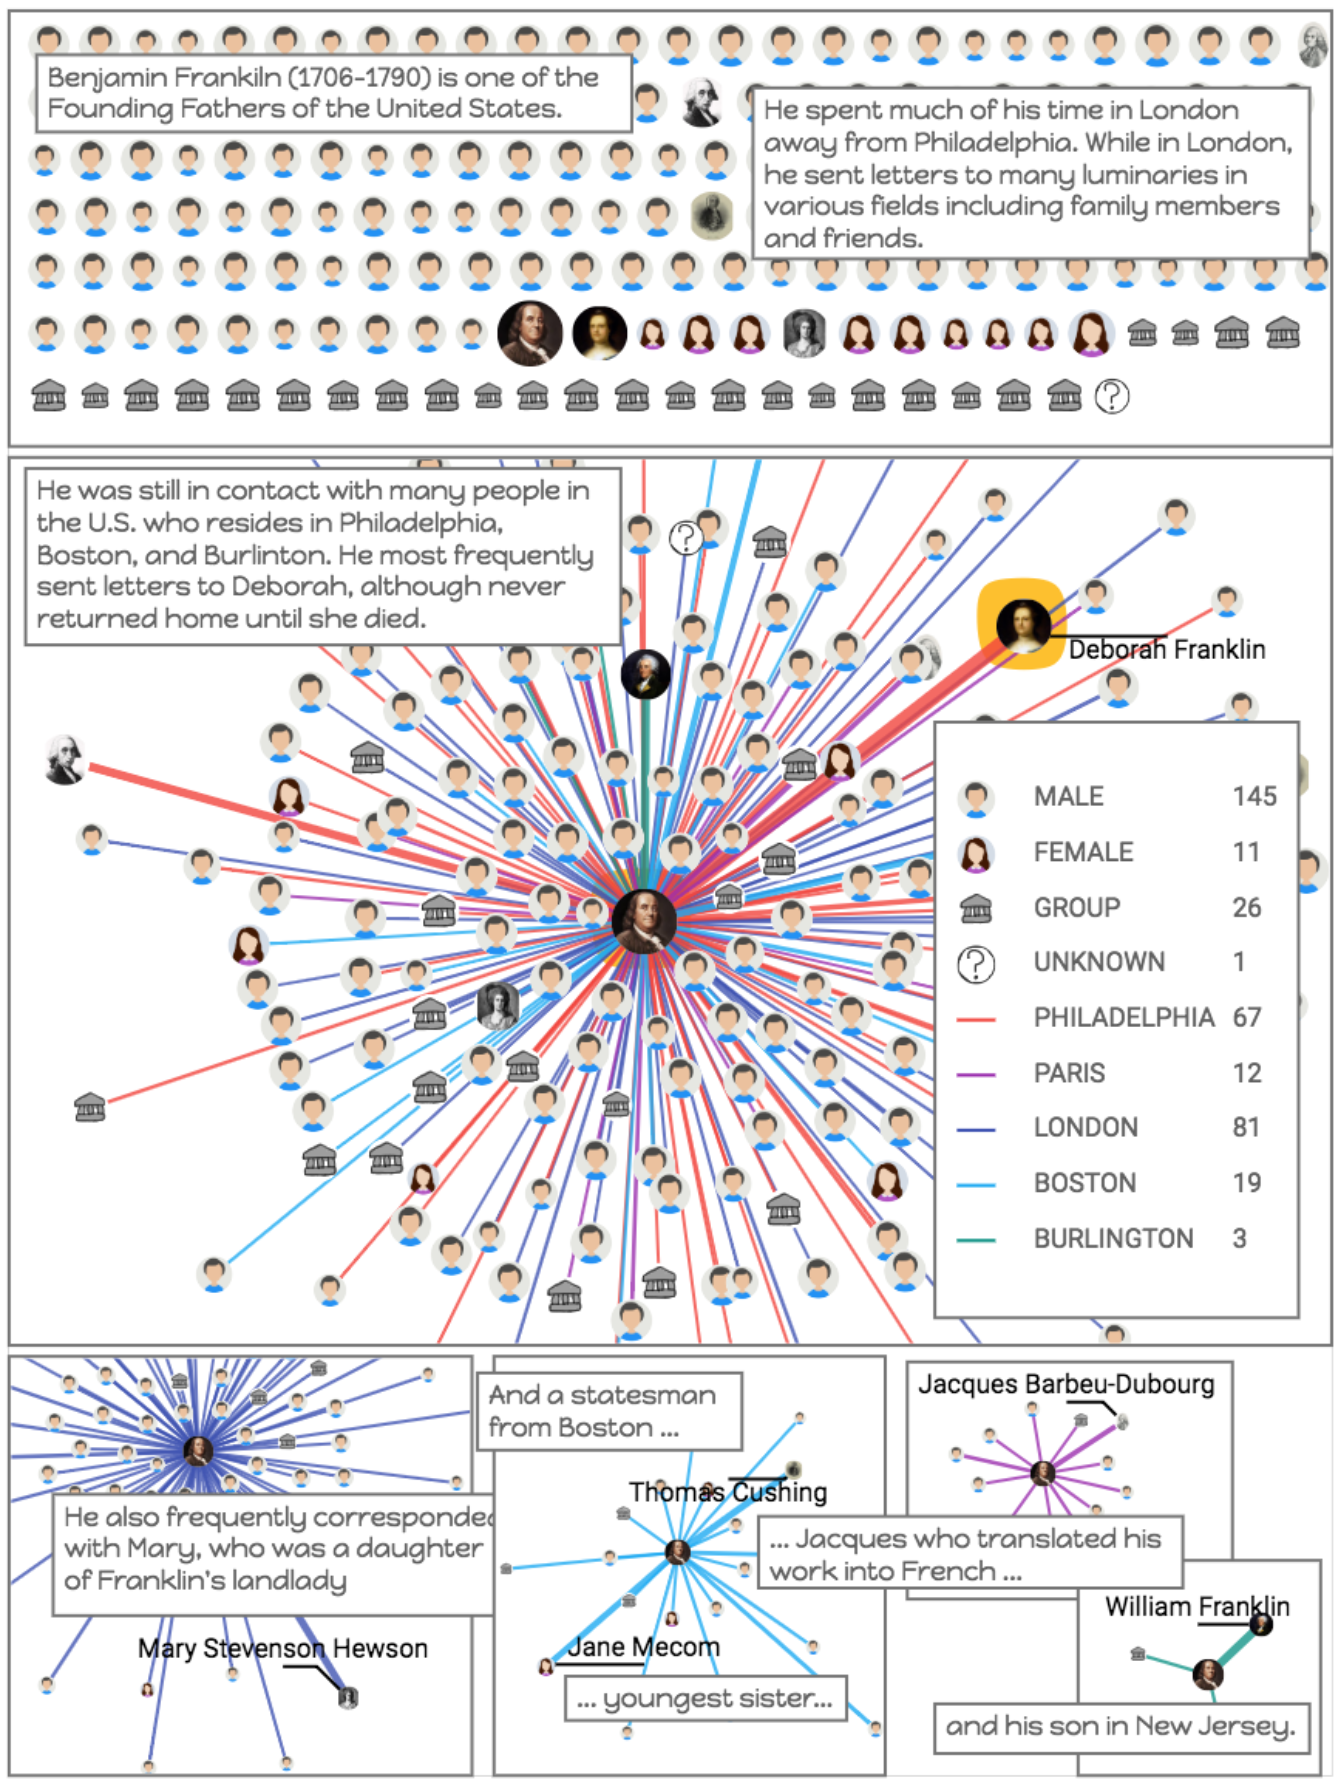 Benjamin Frankiln (1706-1790) is one of the
Founding Fathers of the United States.
He spent much of his time in London
away from Philadelphia. While in London,
he sent letters to many luminaries in
various fields including family members
and friends.
He was still in contact with many people in
the U.S. who resides in Philadelphia,
Boston, and Burlinton. He most frequently
sent letters to Deborah, although never
returned home until she died.
Deborah Franklin
MALE 145
FEMALE 11
GROUP 26
? UNKNOWN 1
PHILADELPHIA 67
PARIS 12
LONDON 81
BOSTON 19
BURLINGTON 3
He also frequently corresponded
with Mary, who was a daughter
of Franklin's landlady
Mary Stevenson Hewson
And a statesman
from Boston ...
Thomas Cushing
Jane Mecom
... youngest sister...
Jacques Barbeu-Dubourg
... Jacques who translated his
work into French ...
William Franklin
and his son in New Jersey.